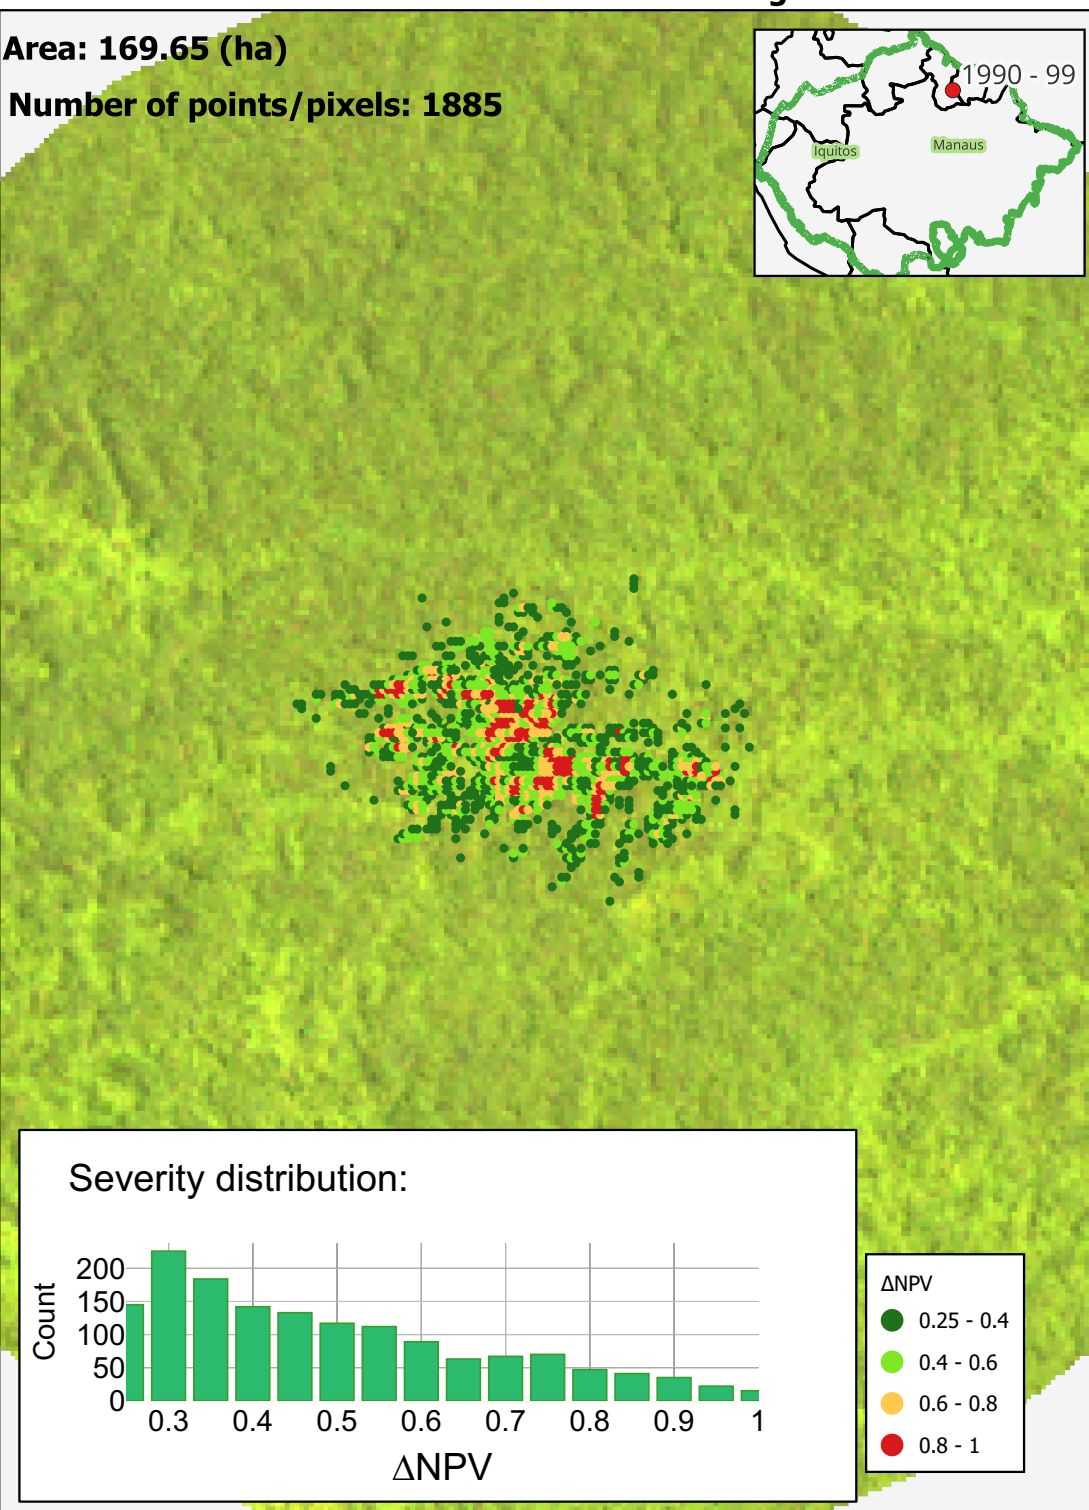 Area: 169.65 (ha)
Number of points/pixels: 1885
1990 - 99
Iquitos
Manaus
Severity distribution:
Count
200
150
100
50
0
0.3 0.4 0.5 0.6 0.7 0.8 0.9 1
ΔNPV
ΔNPV
0.25 - 0.4
0.4 - 0.6
0.6 - 0.8
0.8 - 1